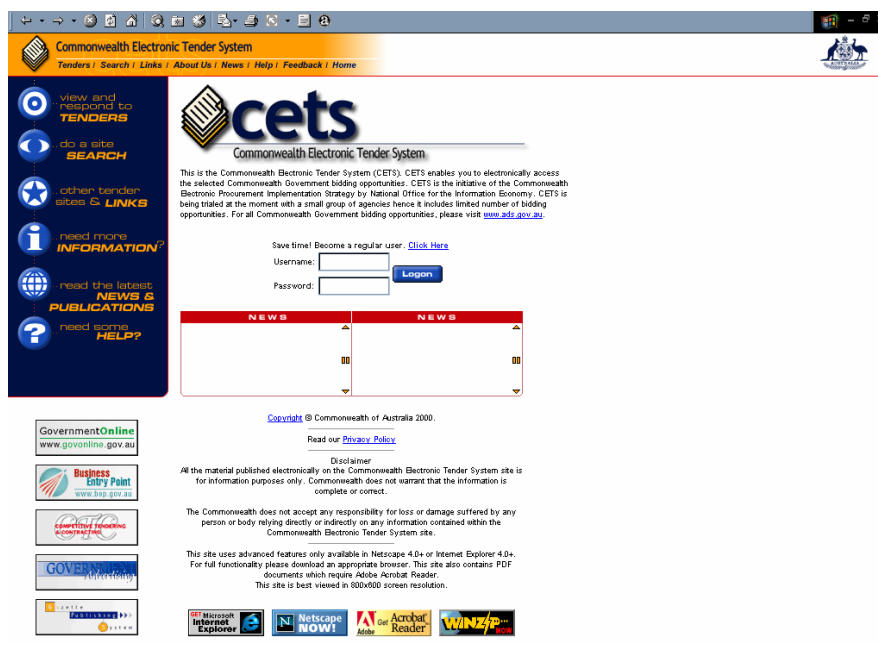 Commonwealth Electronic Tender System
Tenders / Search / Links / About Us / News / Help / Feedback / Home
AUSTRALIA
view and
respond to
TENDERS
do a site
SEARCH
other tender
sites & LINKS
need more
INFORMATION?
read the latest
NEWS &
PUBLICATIONS
need some
HELP?
cets
Commonwealth Electronic Tender System
This is the Commonwealth Electronic Tender System (CETS). CETS enables you to electronically access
the selected Commonwealth Government bidding opportunities. CETS is the initiative of the Commonwealth
Electronic Procurement Implementation Strategy by National Office for the Information Economy. CETS is
being trialed at the moment with a small group of agencies hence it includes limited number of bidding
opportunities. For all Commonwealth Government bidding opportunities, please visit www.ads.gov.au.
Save time! Become a regular user. Click Here
Username:
Logon
Password:
NEWS NEWS
Copyright © Commonwealth of Australia 2000.
Read our Privacy Policy
Disclaimer
All the material published electronically on the Commonwealth Electronic Tender System site is
for information purposes only. Commonwealth does not warrant that the information is
complete or correct.
The Commonwealth does not accept any responsibility for loss or damage suffered by any
person or body relying directly or indirectly on any information contained within the
Commonwealth Electronic Tender System site.
This site uses advanced features only available in Netscape 4.0+ or Internet Explorer 4.0+.
For full functionality please download an appropriate browser. This site also contains PDF
documents which require Adobe Acrobat Reader.
This site is best viewed in 800x600 screen resolution.
GovernmentOnline
www.govonline.gov.au
Business
Entry Point
www.bep.gov.au
COMPETITIVE TENDERING
& CONTRACTING
CTC
GOVERNMENT
Advertising
Gazette
Publishing
System
GET Microsoft
Internet
Explorer
N Netscape
NOW!
Get Acrobat
Adobe Reader
WINZIP
NOW